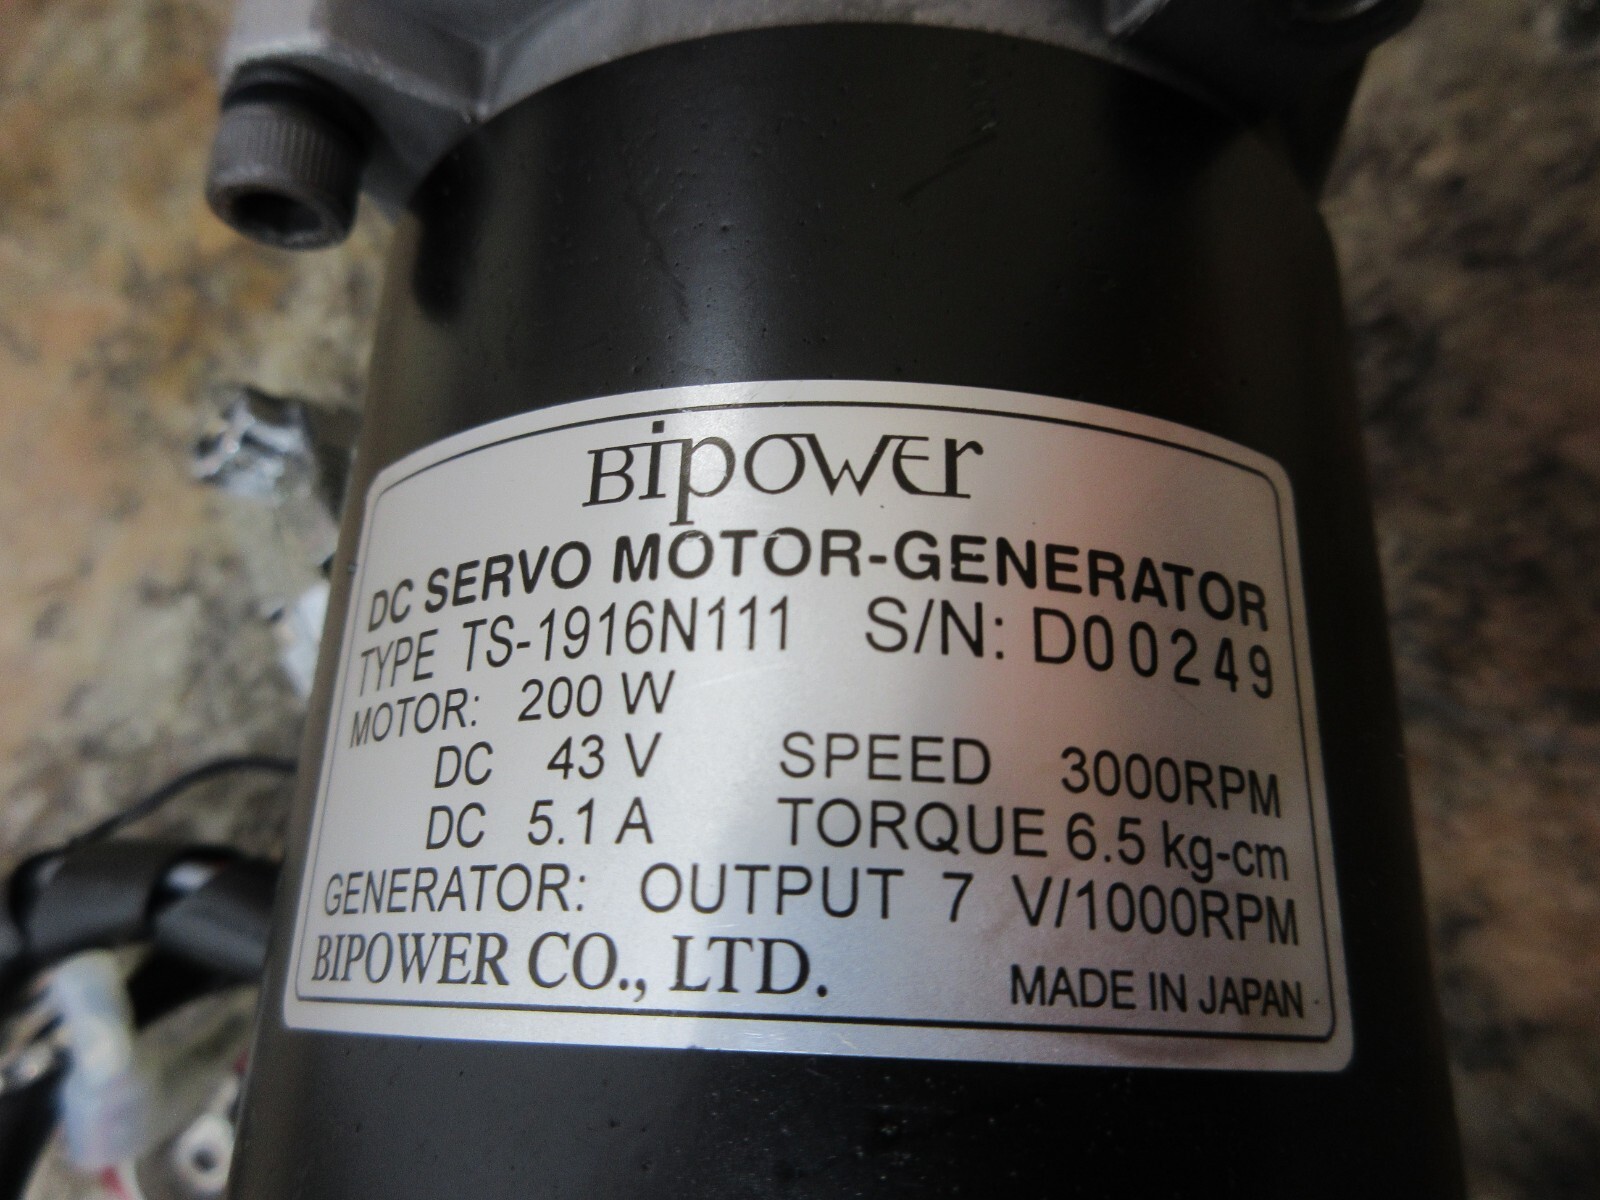 Bipower
DC SERVO MOTOR-GENERATOR
TYPE TS-1916N111 S/N: D00249
MOTOR: 200 W
DC 43 V SPEED 3000RPM
DC 5.1 A TORQUE 6.5 kg-cm
GENERATOR: OUTPUT 7 V/1000RPM
BIPOWER CO., LTD. MADE IN JAPAN